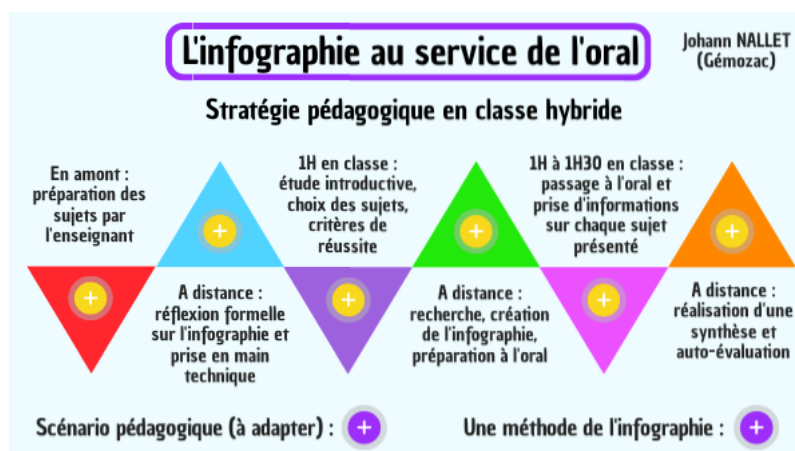 L'infographie au service de l'oral
Johann NALLET
(Gémozac)
Stratégie pédagogique en classe hybride
En amont :
préparation des
sujets par
l'enseignant
A distance :
réflexion formelle
sur l'infographie et
prise en main
technique
1H en classe :
étude introductive,
choix des sujets,
critères de
réussite
A distance :
recherche, création
de l'infographie,
préparation à l'oral
1H à 1H30 en classe :
passage à l'oral et
prise d'informations
sur chaque sujet
présenté
A distance :
réalisation d'une
synthèse et
auto-évaluation
Scénario pédagogique (à adapter) :
Une méthode de l'infographie :